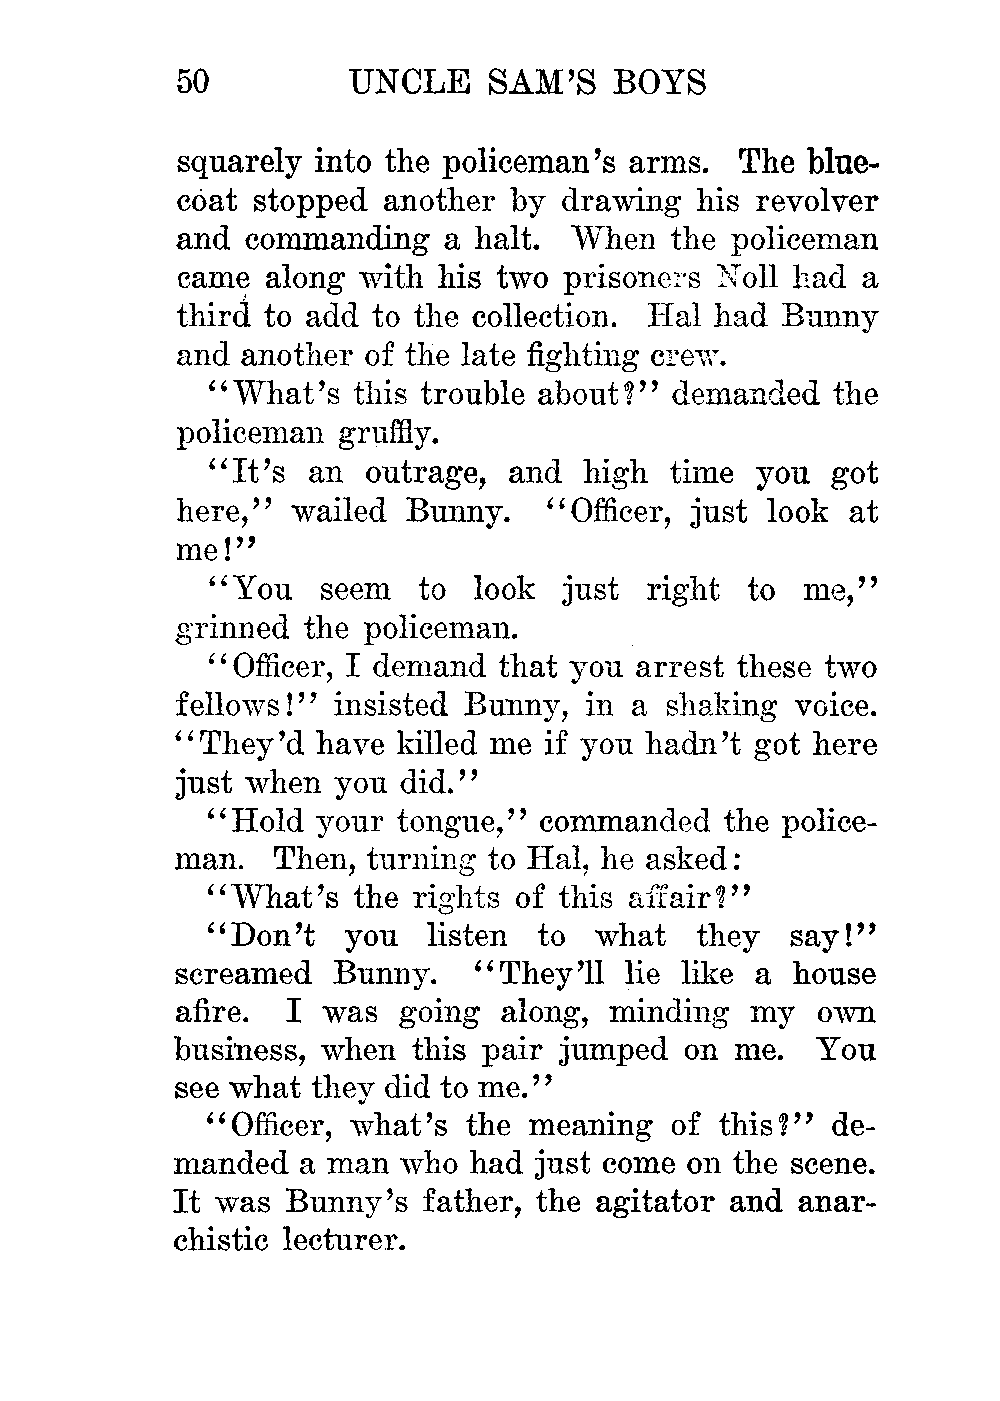 50 UNCLE SAM'S BOYS
squarely into the policeman's arms. The blue-
coat stopped another by drawing his revolver
and commanding a halt. When the policeman
came along with his two prisoners Noll had a
third to add to the collection. Hal had Bunny
and another of the late fighting crew.
"What's this trouble about?" demanded the
policeman gruffly.
"It's an outrage, and high time you got
here," wailed Bunny. "Officer, just look at
me!"
"You seem to look just right to me,"
grinned the policeman.
"Officer, I demand that you arrest these two
fellows!" insisted Bunny, in a shaking voice.
"They'd have killed me if you hadn't got here
just when you did."
"Hold your tongue," commanded the police-
man. Then, turning to Hal, he asked:
"What's the rights of this affair?"
"Don't you listen to what they say!"
screamed Bunny. "They'll lie like a house
afire. I was going along, minding my own
business, when this pair jumped on me. You
see what they did to me."
"Officer, what's the meaning of this?" de-
manded a man who had just come on the scene.
It was Bunny's father, the agitator and anar-
chistic lecturer.